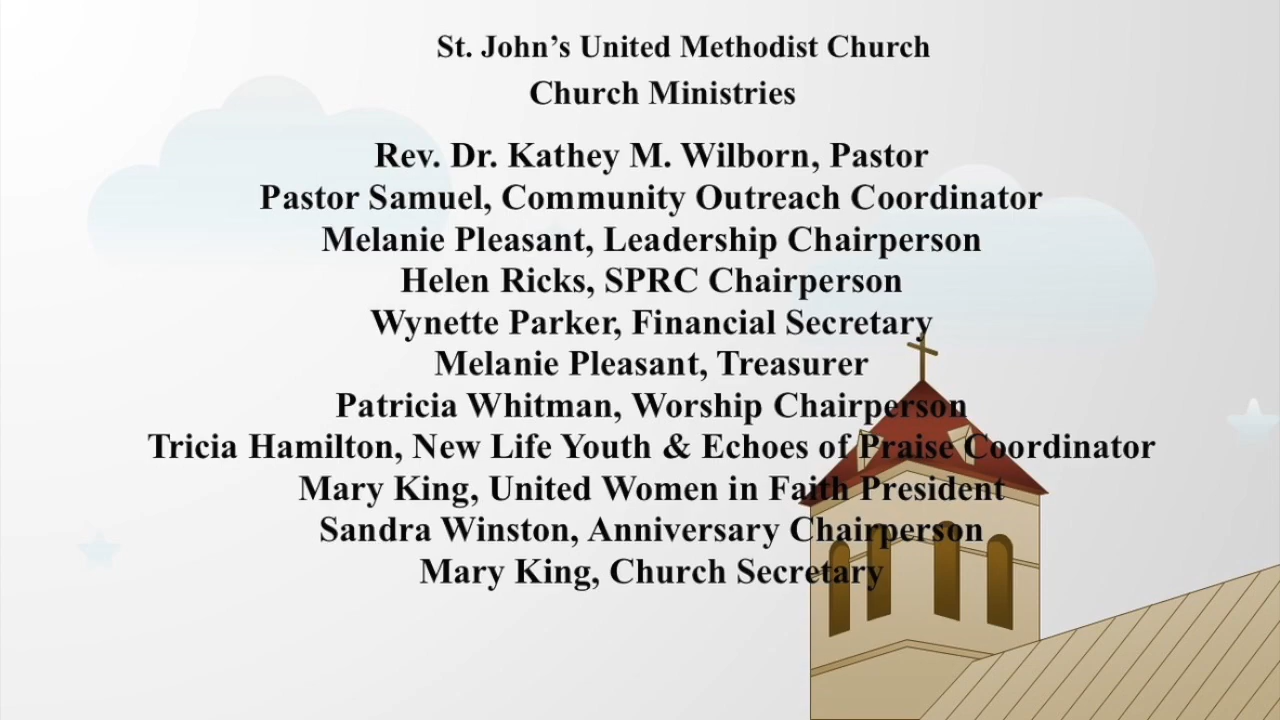 St. John’s United Methodist Church
Church Ministries
Rev. Dr. Kathey M. Wilborn, Pastor
Pastor Samuel, Community Outreach Coordinator
Melanie Pleasant, Leadership Chairperson
Helen Ricks, SPRC Chairperson
Wynette Parker, Financial Secretary
Melanie Pleasant, Treasurer
Patricia Whitman, Worship Chairperson
Tricia Hamilton, New Life Youth & Echoes of Praise Coordinator
Mary King, United Women in Faith President
Sandra Winston, Anniversary Chairperson
Mary King, Church Secretary